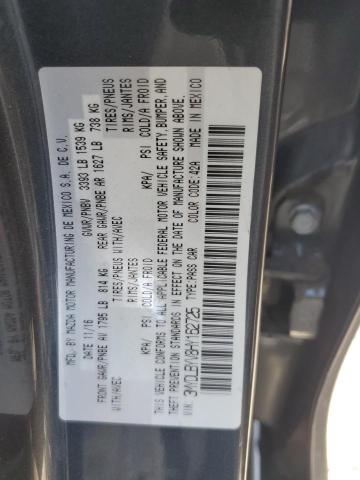 MFD.BY MAZDA MOTOR MANUFACTURING DE MEXICO S.A. DE C.V.
DATE 11/16 GVWR/PNBV 3393 LB 1539 KG
FRONT GAWR/PNBE AV 1795 LB 814 KG REAR GAWR/PNBE AR 1627 LB 738 KG
WITH/AVEC TIRES/PNEUS WITH/AVEC TIRES/PNEUS
RIMS/JANTES RIMS/JANTES
PSI COLD/A FROID KPA/ PSI COLD/A FROID KPA/ PSI COLD/A FROID
THIS VEHICLE CONFORMS TO ALL APPLICABLE FEDERAL MOTOR VEHICLE SAFETY, BUMPER, AND
THEFT PREVENTION STANDARDS IN EFFECT ON THE DATE OF MANUFACTURE SHOWN ABOVE.
COLOR CODE:42A MADE IN MEXICO
TYPE:PASS CAR